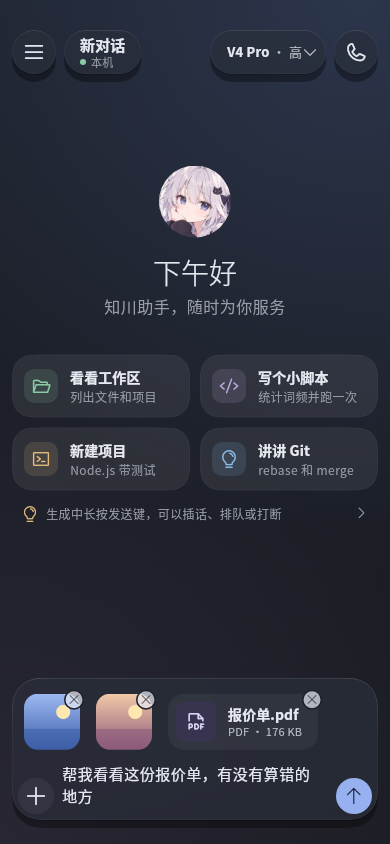 新对话
本机
V4 Pro · 高
下午好
知川助手，随时为你服务
看看工作区
列出文件和项目
写个小脚本
统计词频并跑一次
新建项目
Node.js 带测试
讲讲 Git
rebase 和 merge
生成中长按发送键，可以插话、排队或打断
PDF
报价单.pdf
PDF · 176 KB
帮我看看这份报价单，有没有算错的
地方